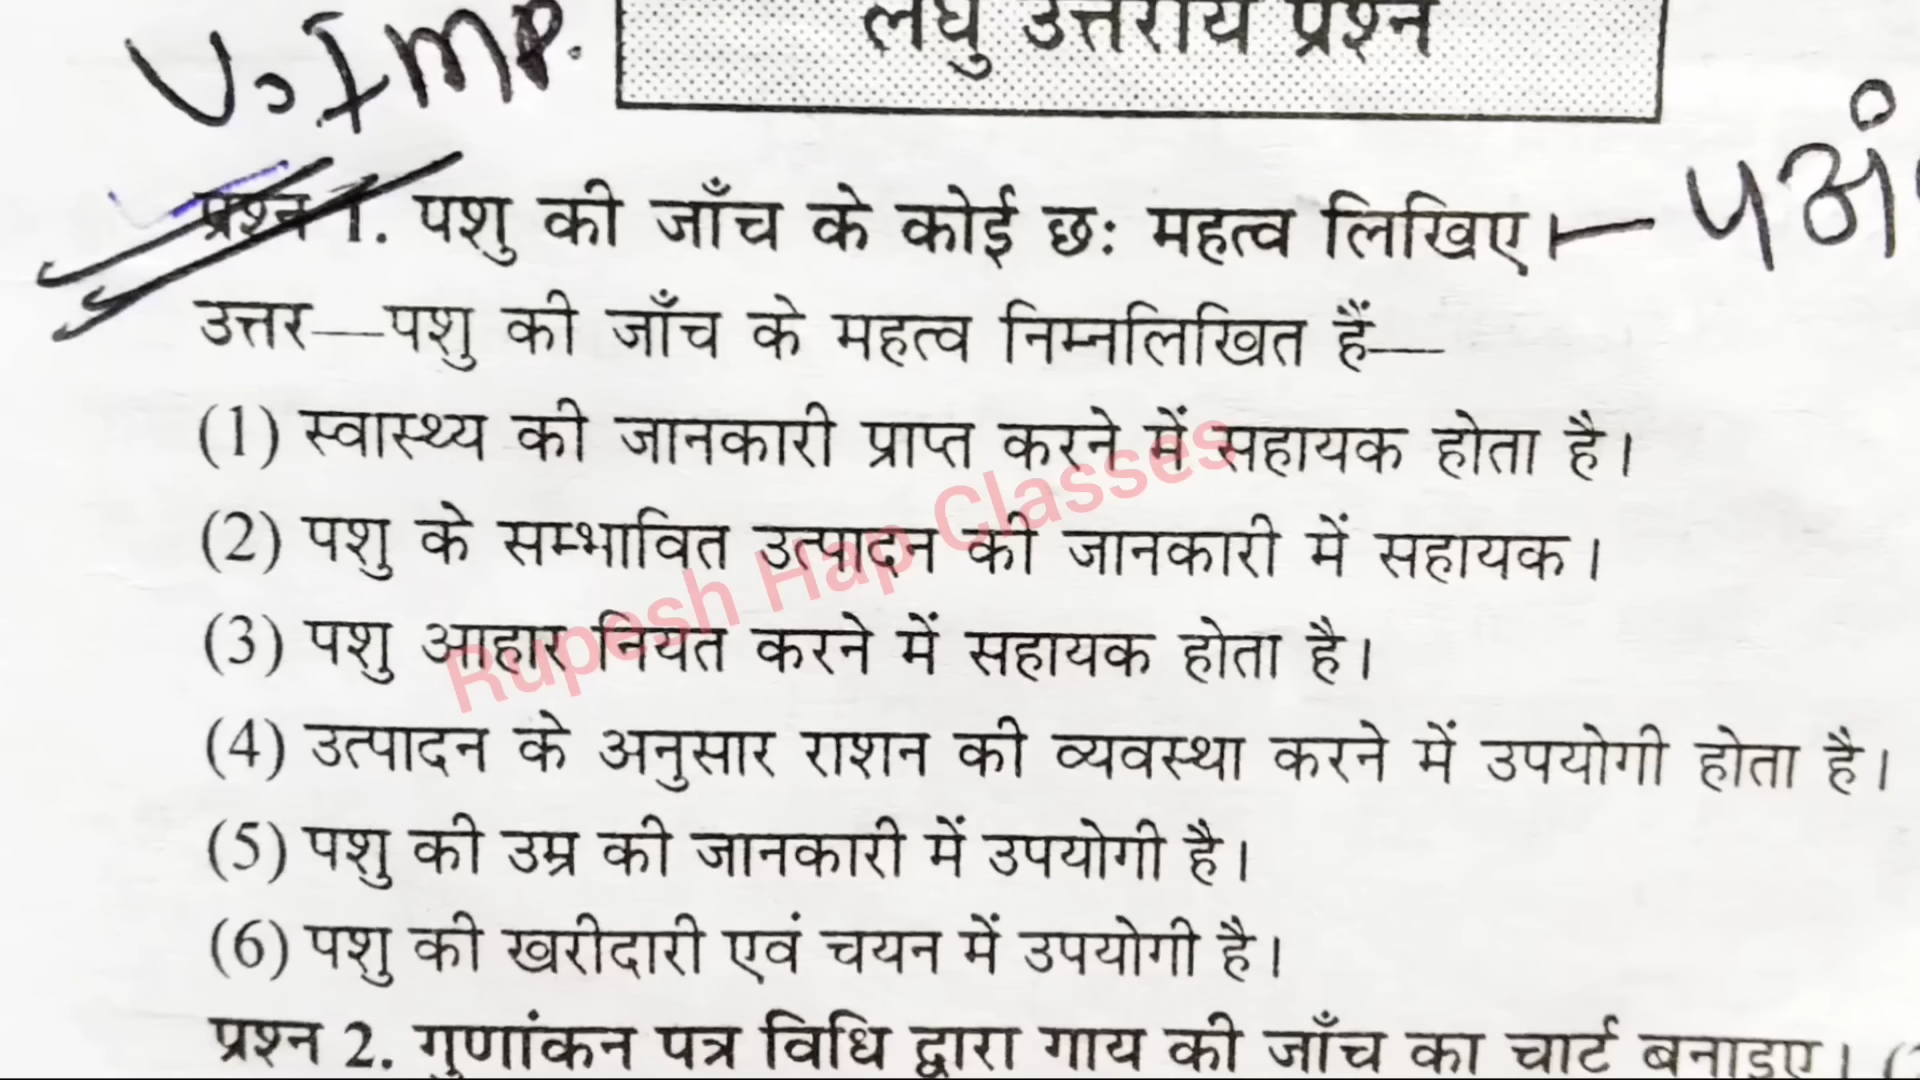 V. Imp.
लघु उत्तरीय प्रश्न
प्रश्न 1. पशु की जाँच के कोई छः महत्व लिखिए।
उत्तर—पशु की जाँच के महत्व निम्नलिखित हैं—
(1) स्वास्थ्य की जानकारी प्राप्त करने में सहायक होता है।
(2) पशु के सम्भावित उत्पादन की जानकारी में सहायक।
(3) पशु आहार नियत करने में सहायक होता है।
(4) उत्पादन के अनुसार राशन की व्यवस्था करने में उपयोगी होता है।
(5) पशु की उम्र की जानकारी में उपयोगी है।
(6) पशु की खरीदारी एवं चयन में उपयोगी है।
प्रश्न 2. गुणांकन पत्र विधि द्वारा गाय की जाँच का चार्ट बनाइए।
Rupesh Hap Classes